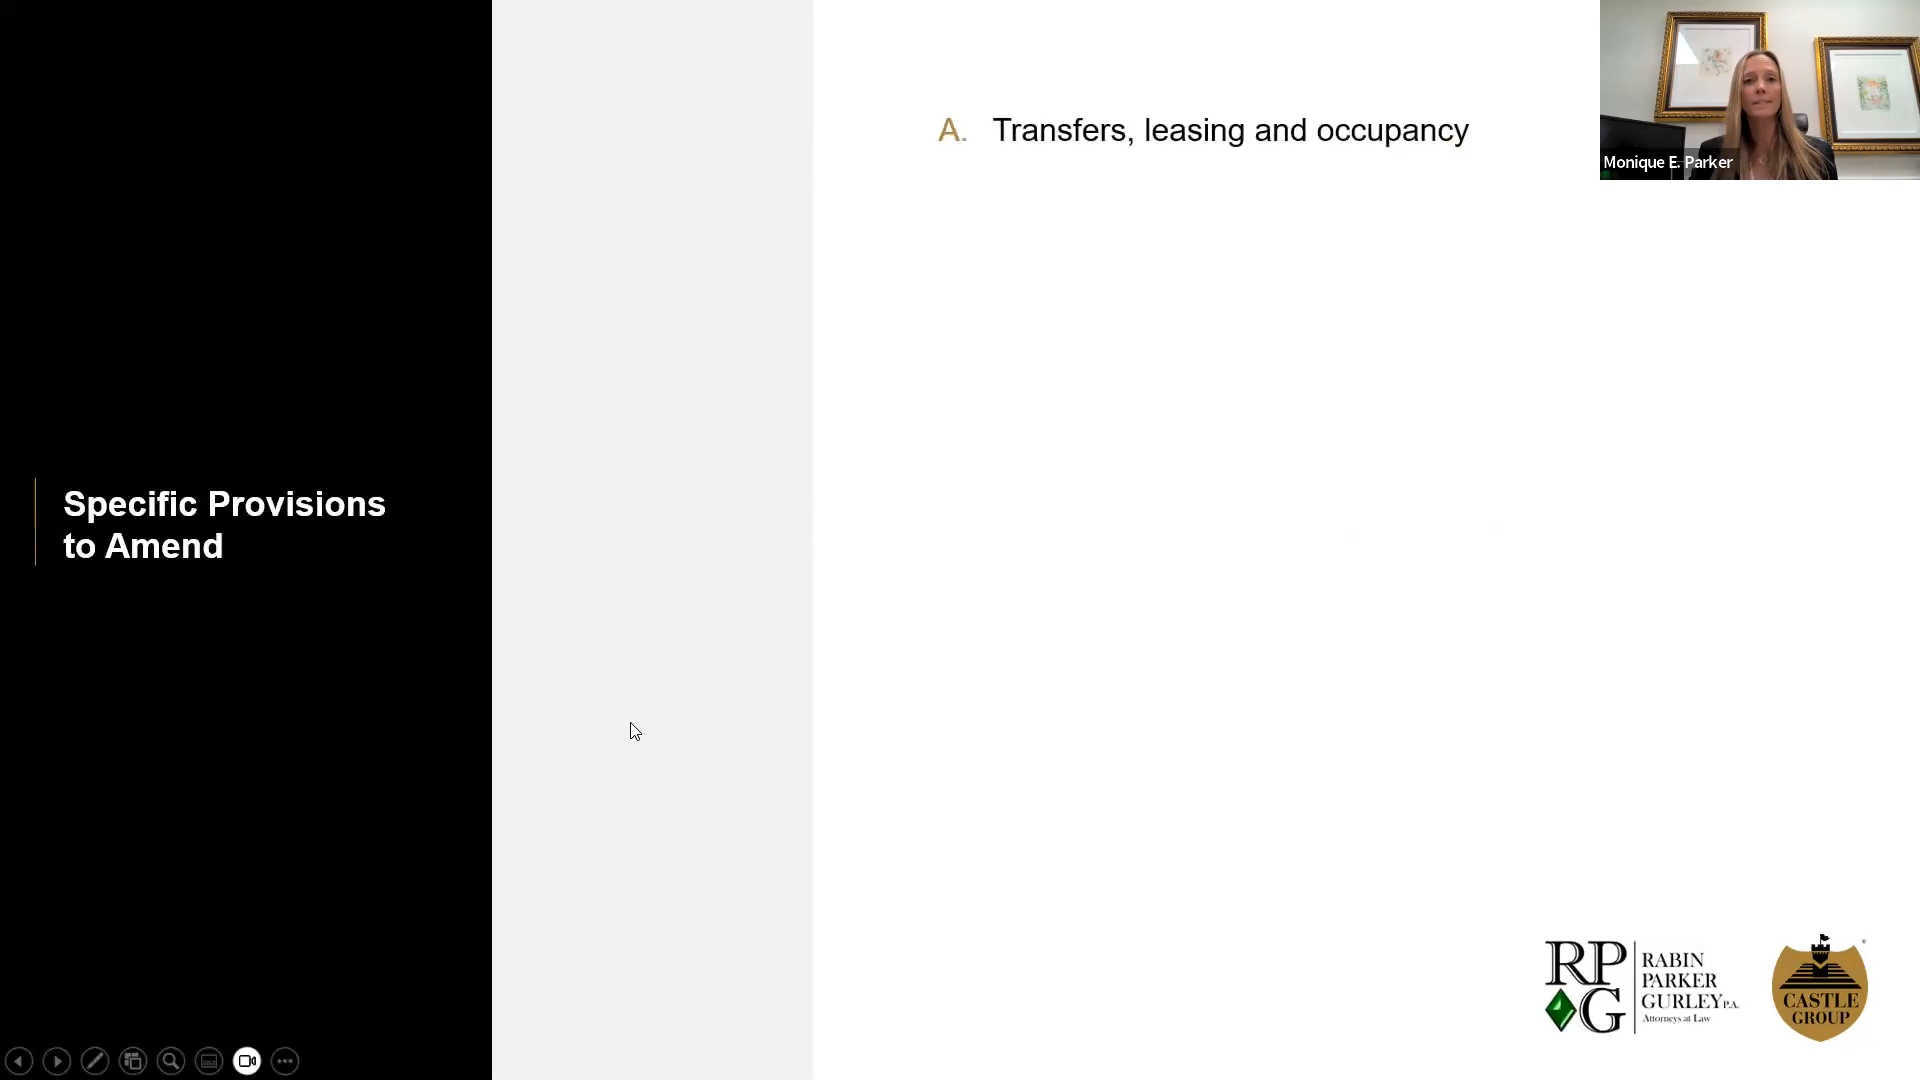 A. Transfers, leasing and occupancy
Monique E. Parker
Specific Provisions
to Amend
RP
G
RABIN
PARKER
GURLEY P.A.
Attorneys at Law
CASTLE
GROUP